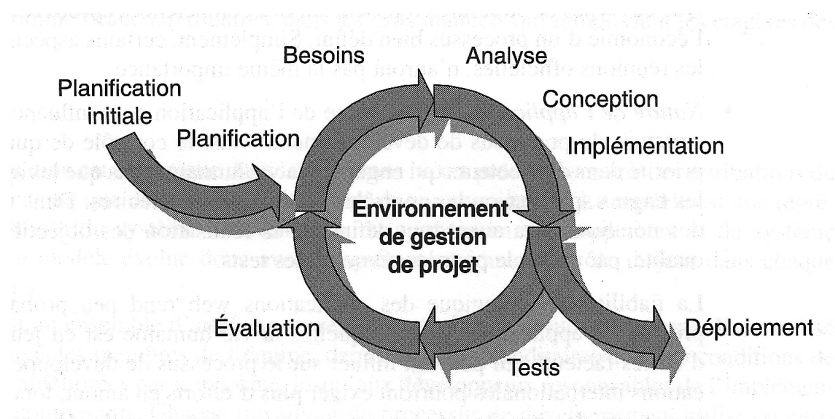 Besoins
Analyse
Planification
initiale
Conception
Planification
Implémentation
Environnement
de gestion
de projet
Évaluation
Déploiement
Tests